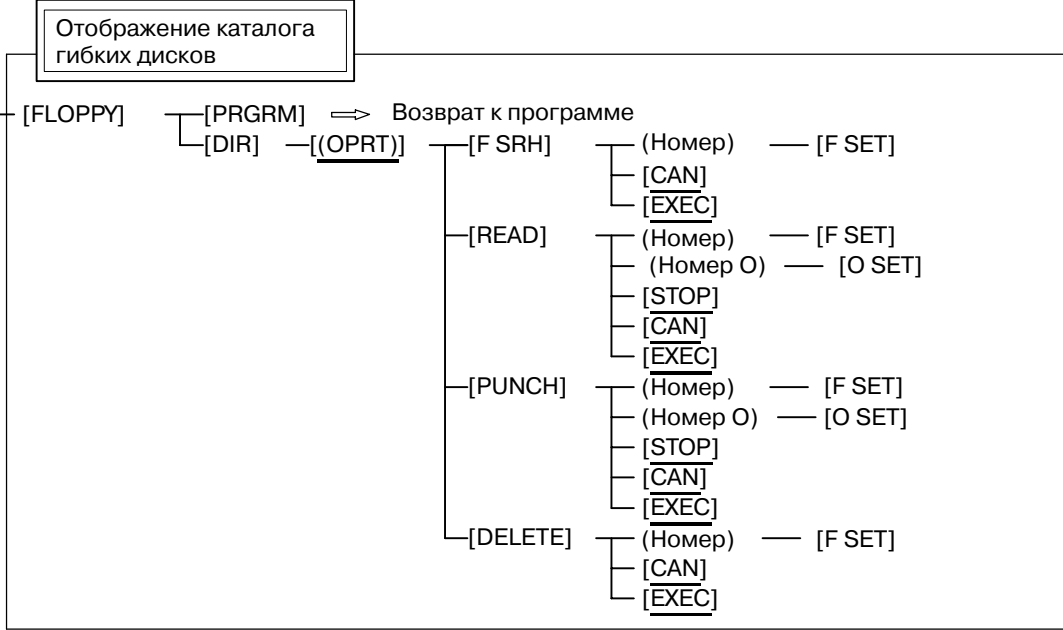 Отображение каталога
гибких дисков
[FLOPPY] [PRGRM] Возврат к программе
[DIR] [(OPRT)] [F SRH] (Номер) [F SET]
[CAN]
[EXEC]
[READ] (Номер) [F SET]
(Номер O) [O SET]
[STOP]
[CAN]
[EXEC]
[PUNCH] (Номер) [F SET]
(Номер O) [O SET]
[STOP]
[CAN]
[EXEC]
[DELETE] (Номер) [F SET]
[CAN]
[EXEC]